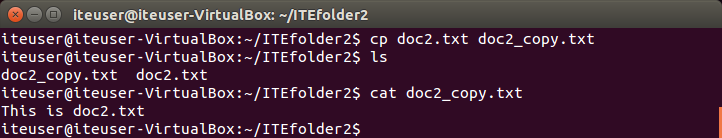 iteuser@iteuser-VirtualBox: ~/ITEfolder2
iteuser@iteuser-VirtualBox:~/ITEfolder2$ cp doc2.txt doc2_copy.txt
iteuser@iteuser-VirtualBox:~/ITEfolder2$ ls
doc2_copy.txt  doc2.txt
iteuser@iteuser-VirtualBox:~/ITEfolder2$ cat doc2_copy.txt
This is doc2.txt
iteuser@iteuser-VirtualBox:~/ITEfolder2$